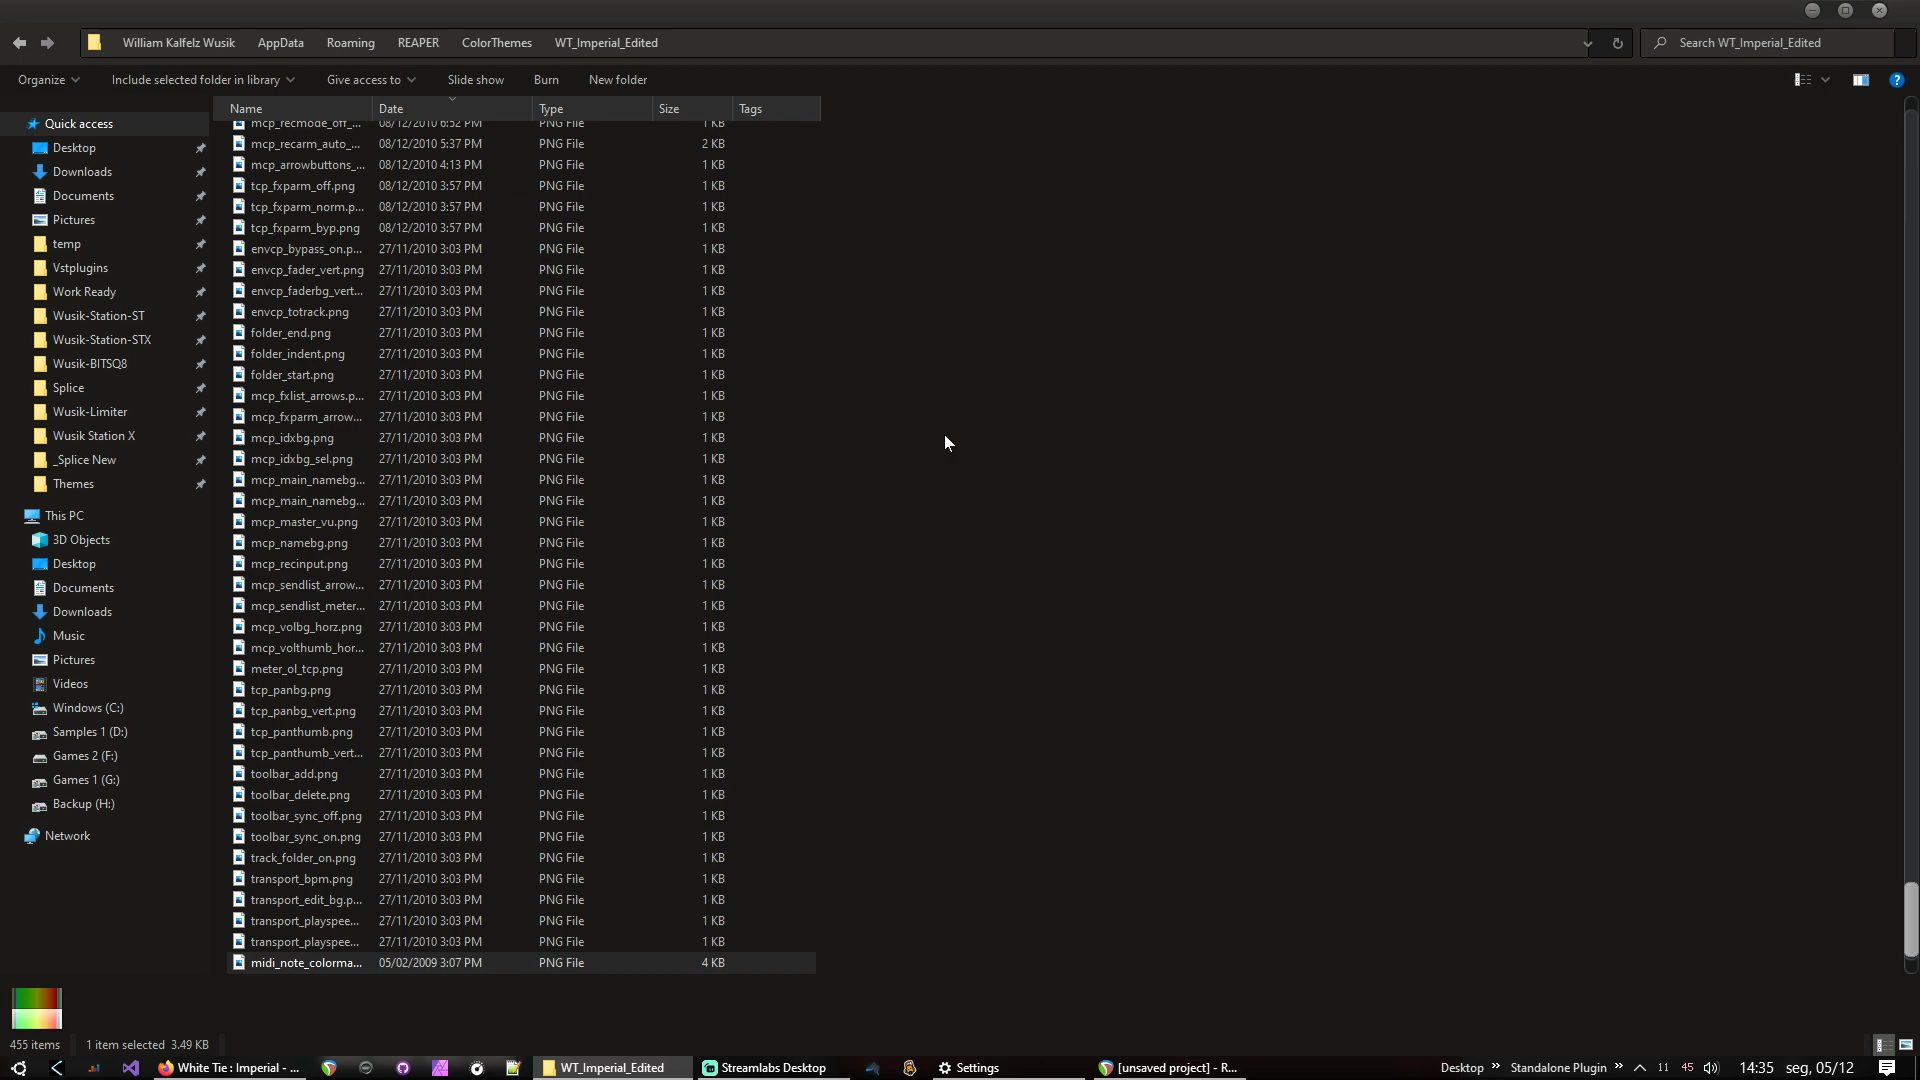 William Kalfelz Wusik AppData Roaming REAPER ColorThemes WT_Imperial_Edited
Search WT_Imperial_Edited
Organize Include selected folder in library Give access to Slide show Burn New folder
Name Date Type Size Tags
Quick access
Desktop
Downloads
Documents
Pictures
temp
Vstplugins
Work Ready
Wusik-Station-ST
Wusik-Station-STX
Wusik-BITSQ8
Splice
Wusik-Limiter
Wusik Station X
_Splice New
Themes
This PC
3D Objects
Desktop
Documents
Downloads
Music
Pictures
Videos
Windows (C:)
Samples 1 (D:)
Games 2 (F:)
Games 1 (G:)
Backup (H:)
Network
mcp_recmode_off_... 08/12/2010 6:52 PM PNG File 1 KB
mcp_recarm_auto_... 08/12/2010 5:37 PM PNG File 2 KB
mcp_arrowbuttons_... 08/12/2010 4:13 PM PNG File 1 KB
tcp_fxparm_off.png 08/12/2010 3:57 PM PNG File 1 KB
tcp_fxparm_norm.p... 08/12/2010 3:57 PM PNG File 1 KB
tcp_fxparm_byp.png 08/12/2010 3:57 PM PNG File 1 KB
envcp_bypass_on.p... 27/11/2010 3:03 PM PNG File 1 KB
envcp_fader_vert.png 27/11/2010 3:03 PM PNG File 1 KB
envcp_faderbg_vert... 27/11/2010 3:03 PM PNG File 1 KB
envcp_totrack.png 27/11/2010 3:03 PM PNG File 1 KB
folder_end.png 27/11/2010 3:03 PM PNG File 1 KB
folder_indent.png 27/11/2010 3:03 PM PNG File 1 KB
folder_start.png 27/11/2010 3:03 PM PNG File 1 KB
mcp_fxlist_arrows.p... 27/11/2010 3:03 PM PNG File 1 KB
mcp_fxparm_arrow... 27/11/2010 3:03 PM PNG File 1 KB
mcp_idxbg.png 27/11/2010 3:03 PM PNG File 1 KB
mcp_idxbg_sel.png 27/11/2010 3:03 PM PNG File 1 KB
mcp_main_namebg... 27/11/2010 3:03 PM PNG File 1 KB
mcp_main_namebg... 27/11/2010 3:03 PM PNG File 1 KB
mcp_master_vu.png 27/11/2010 3:03 PM PNG File 1 KB
mcp_namebg.png 27/11/2010 3:03 PM PNG File 1 KB
mcp_recinput.png 27/11/2010 3:03 PM PNG File 1 KB
mcp_sendlist_arrow... 27/11/2010 3:03 PM PNG File 1 KB
mcp_sendlist_meter... 27/11/2010 3:03 PM PNG File 1 KB
mcp_volbg_horz.png 27/11/2010 3:03 PM PNG File 1 KB
mcp_volthumb_hor... 27/11/2010 3:03 PM PNG File 1 KB
meter_ol_tcp.png 27/11/2010 3:03 PM PNG File 1 KB
tcp_panbg.png 27/11/2010 3:03 PM PNG File 1 KB
tcp_panbg_vert.png 27/11/2010 3:03 PM PNG File 1 KB
tcp_panthumb.png 27/11/2010 3:03 PM PNG File 1 KB
tcp_panthumb_vert... 27/11/2010 3:03 PM PNG File 1 KB
toolbar_add.png 27/11/2010 3:03 PM PNG File 1 KB
toolbar_delete.png 27/11/2010 3:03 PM PNG File 1 KB
toolbar_sync_off.png 27/11/2010 3:03 PM PNG File 1 KB
toolbar_sync_on.png 27/11/2010 3:03 PM PNG File 1 KB
track_folder_on.png 27/11/2010 3:03 PM PNG File 1 KB
transport_bpm.png 27/11/2010 3:03 PM PNG File 1 KB
transport_edit_bg.p... 27/11/2010 3:03 PM PNG File 1 KB
transport_playspee... 27/11/2010 3:03 PM PNG File 1 KB
transport_playspee... 27/11/2010 3:03 PM PNG File 1 KB
midi_note_colorma... 05/02/2009 3:07 PM PNG File 4 KB
455 items 1 item selected 3.49 KB
White Tie : Imperial - ... WT_Imperial_Edited Streamlabs Desktop Settings [unsaved project] - R... Desktop » Standalone Plugin » 11 45 14:35 seg, 05/12